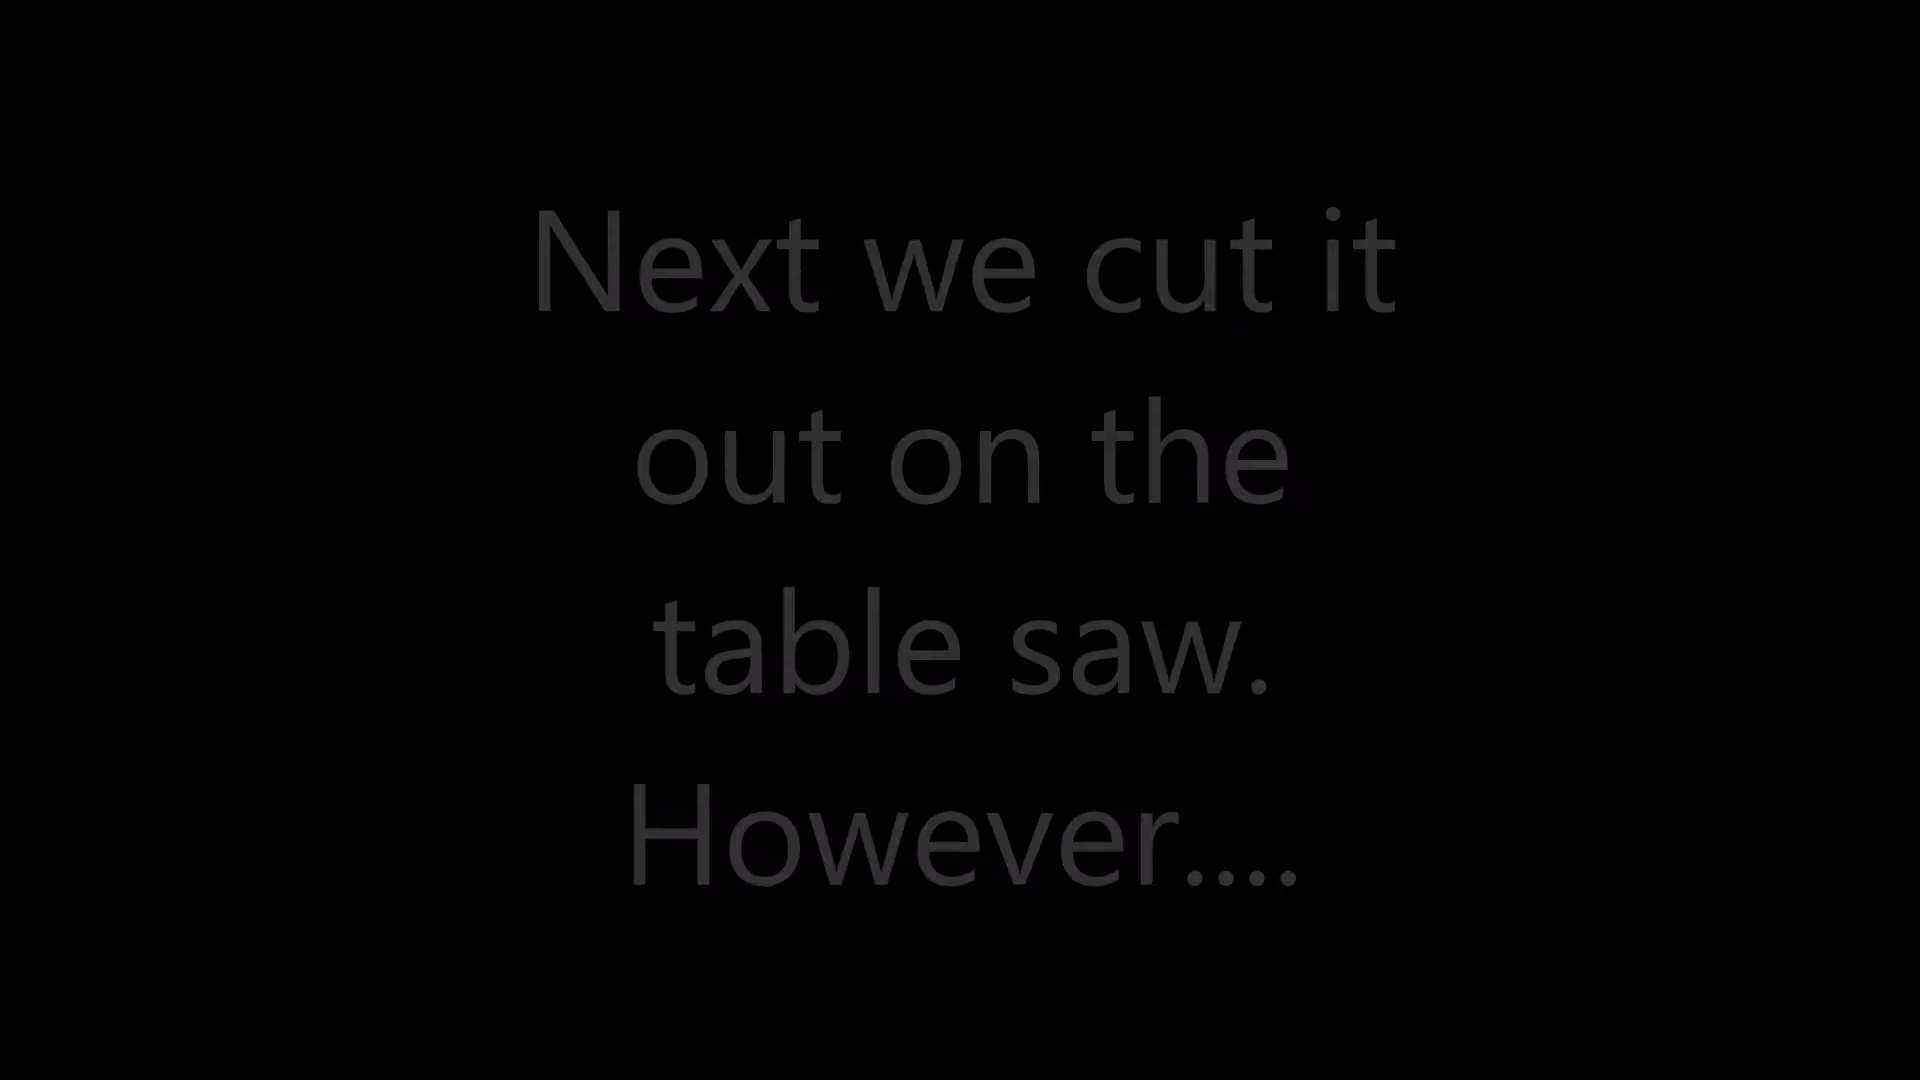 Next we cut it
out on the
table saw.
However....